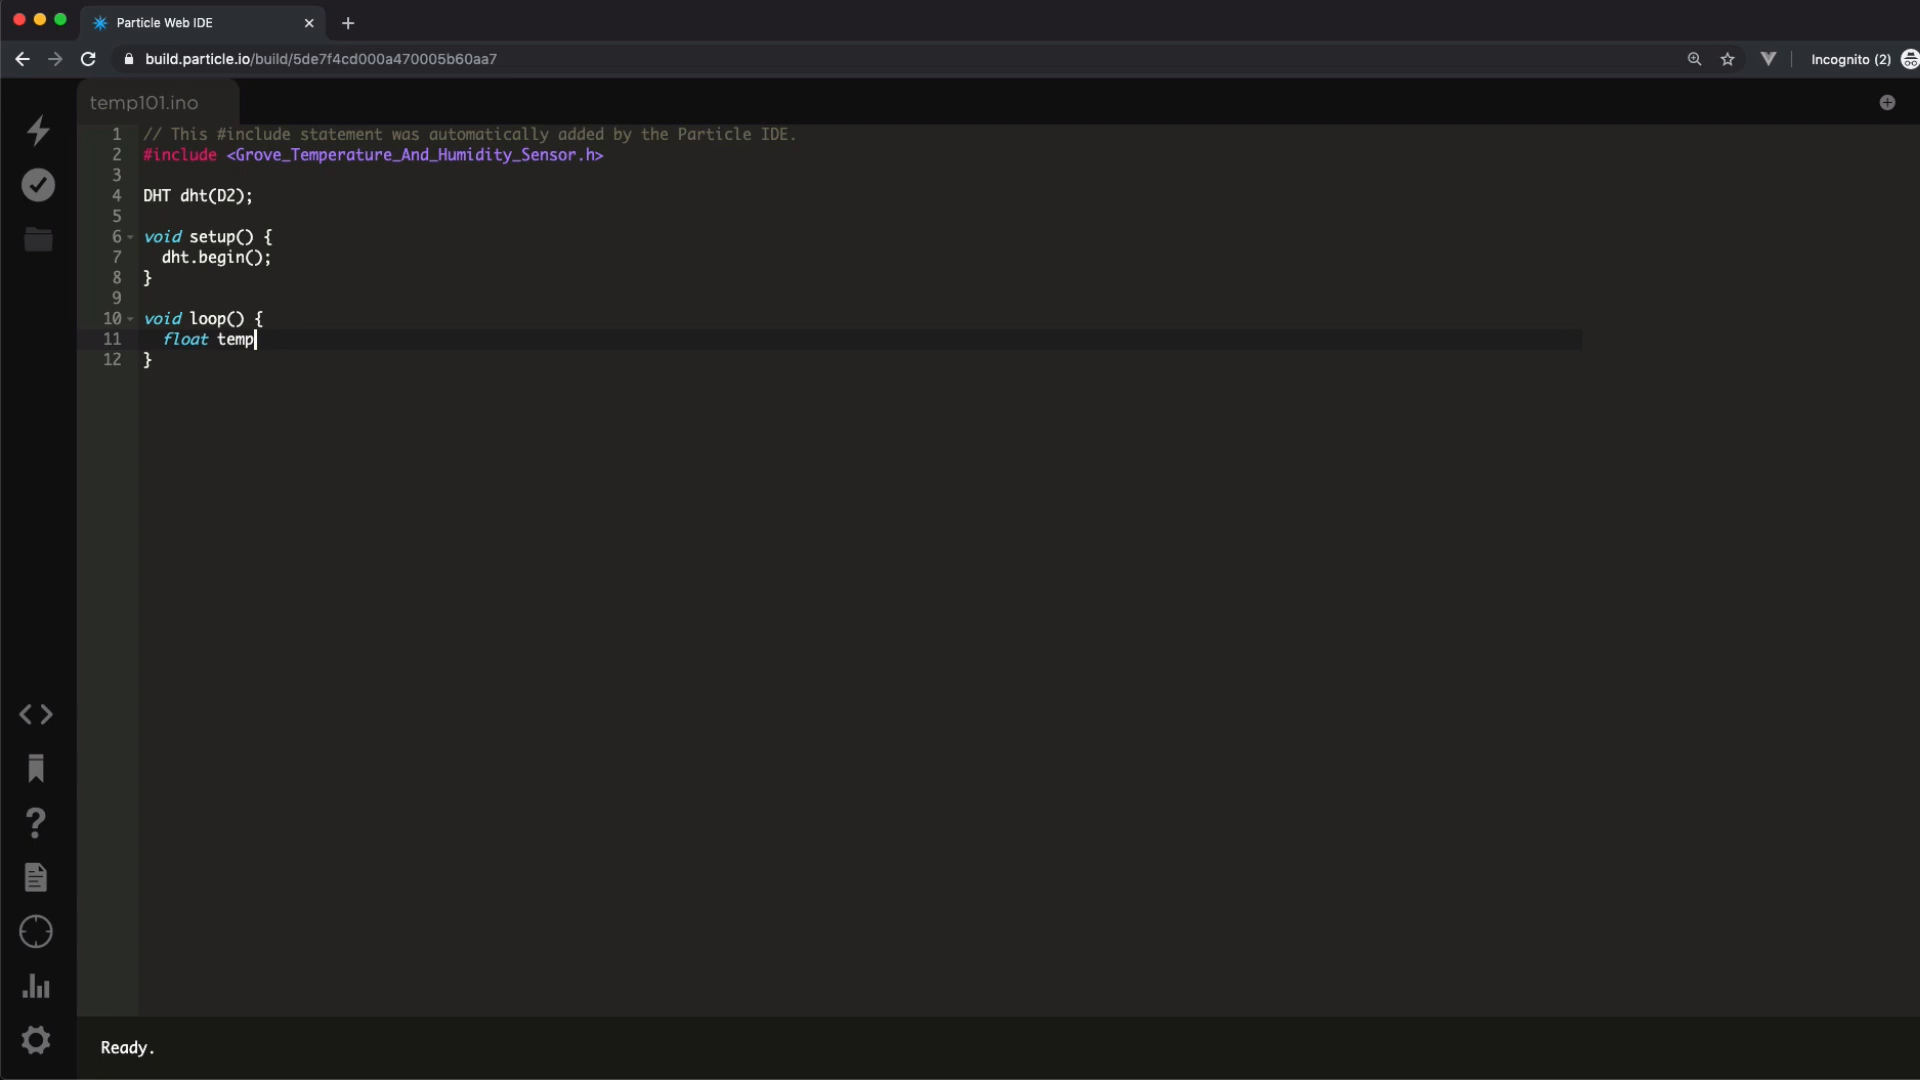 Particle Web IDE
build.particle.io/build/5de7f4cd000a470005b60aa7
Incognito (2)
temp101.ino
1 // This #include statement was automatically added by the Particle IDE.
2 #include <Grove_Temperature_And_Humidity_Sensor.h>
3
4 DHT dht(D2);
5
6 void setup() {
7 dht.begin();
8 }
9
10 void loop() {
11 float temp
12 }
Ready.